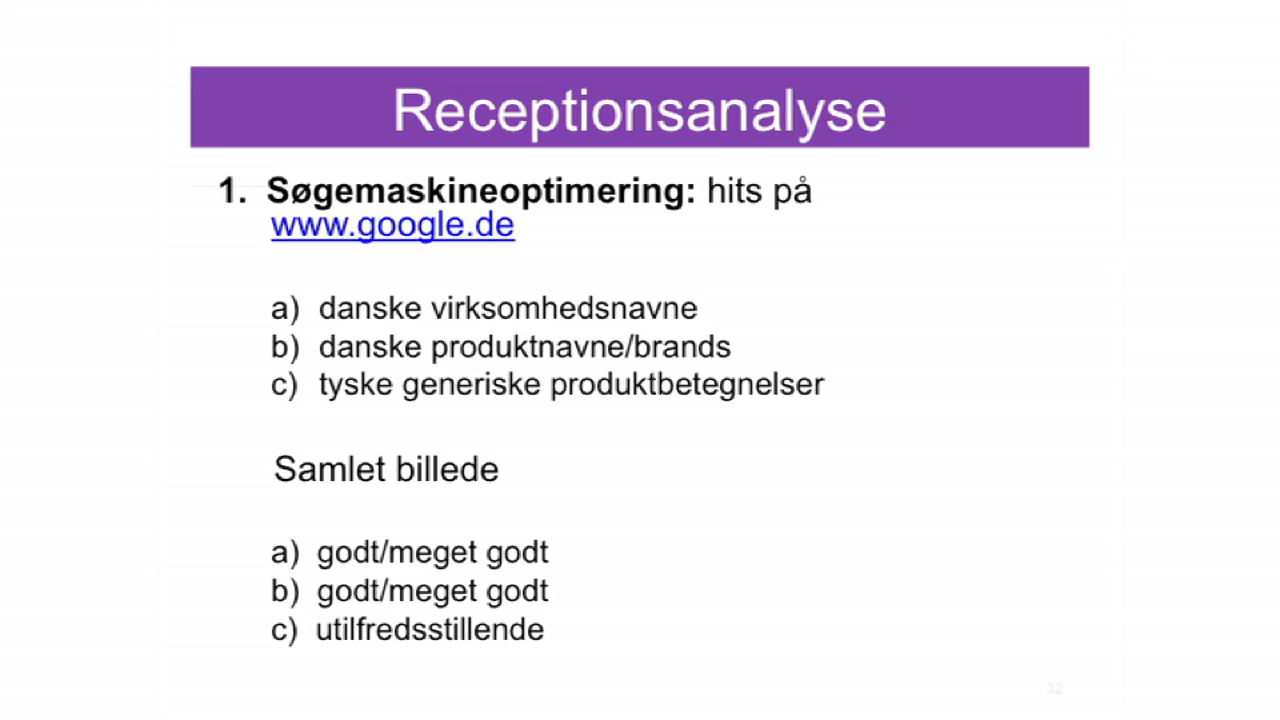 Receptionsanalyse
1. Søgemaskineoptimering: hits på
www.google.de
a) danske virksomhedsnavne
b) danske produktnavne/brands
c) tyske generiske produktbetegnelser
Samlet billede
a) godt/meget godt
b) godt/meget godt
c) utilfredsstillende
32